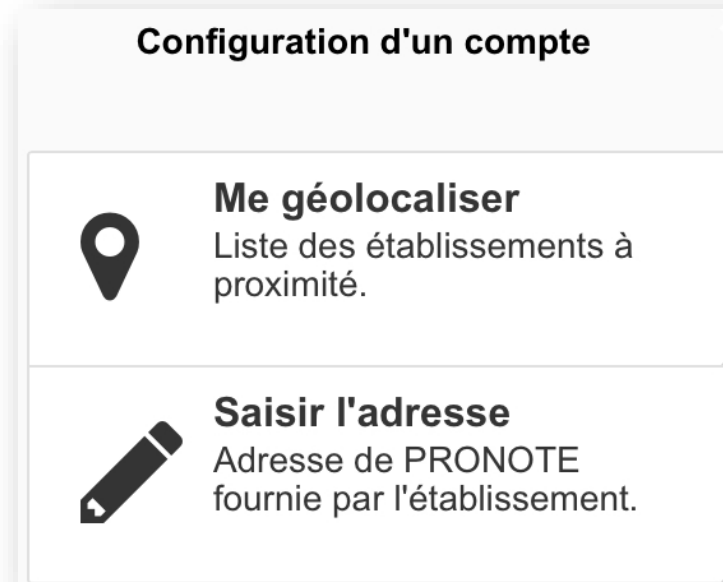 Configuration d'un compte
Me géolocaliser
Liste des établissements à
proximité.
Saisir l'adresse
Adresse de PRONOTE
fournie par l'établissement.